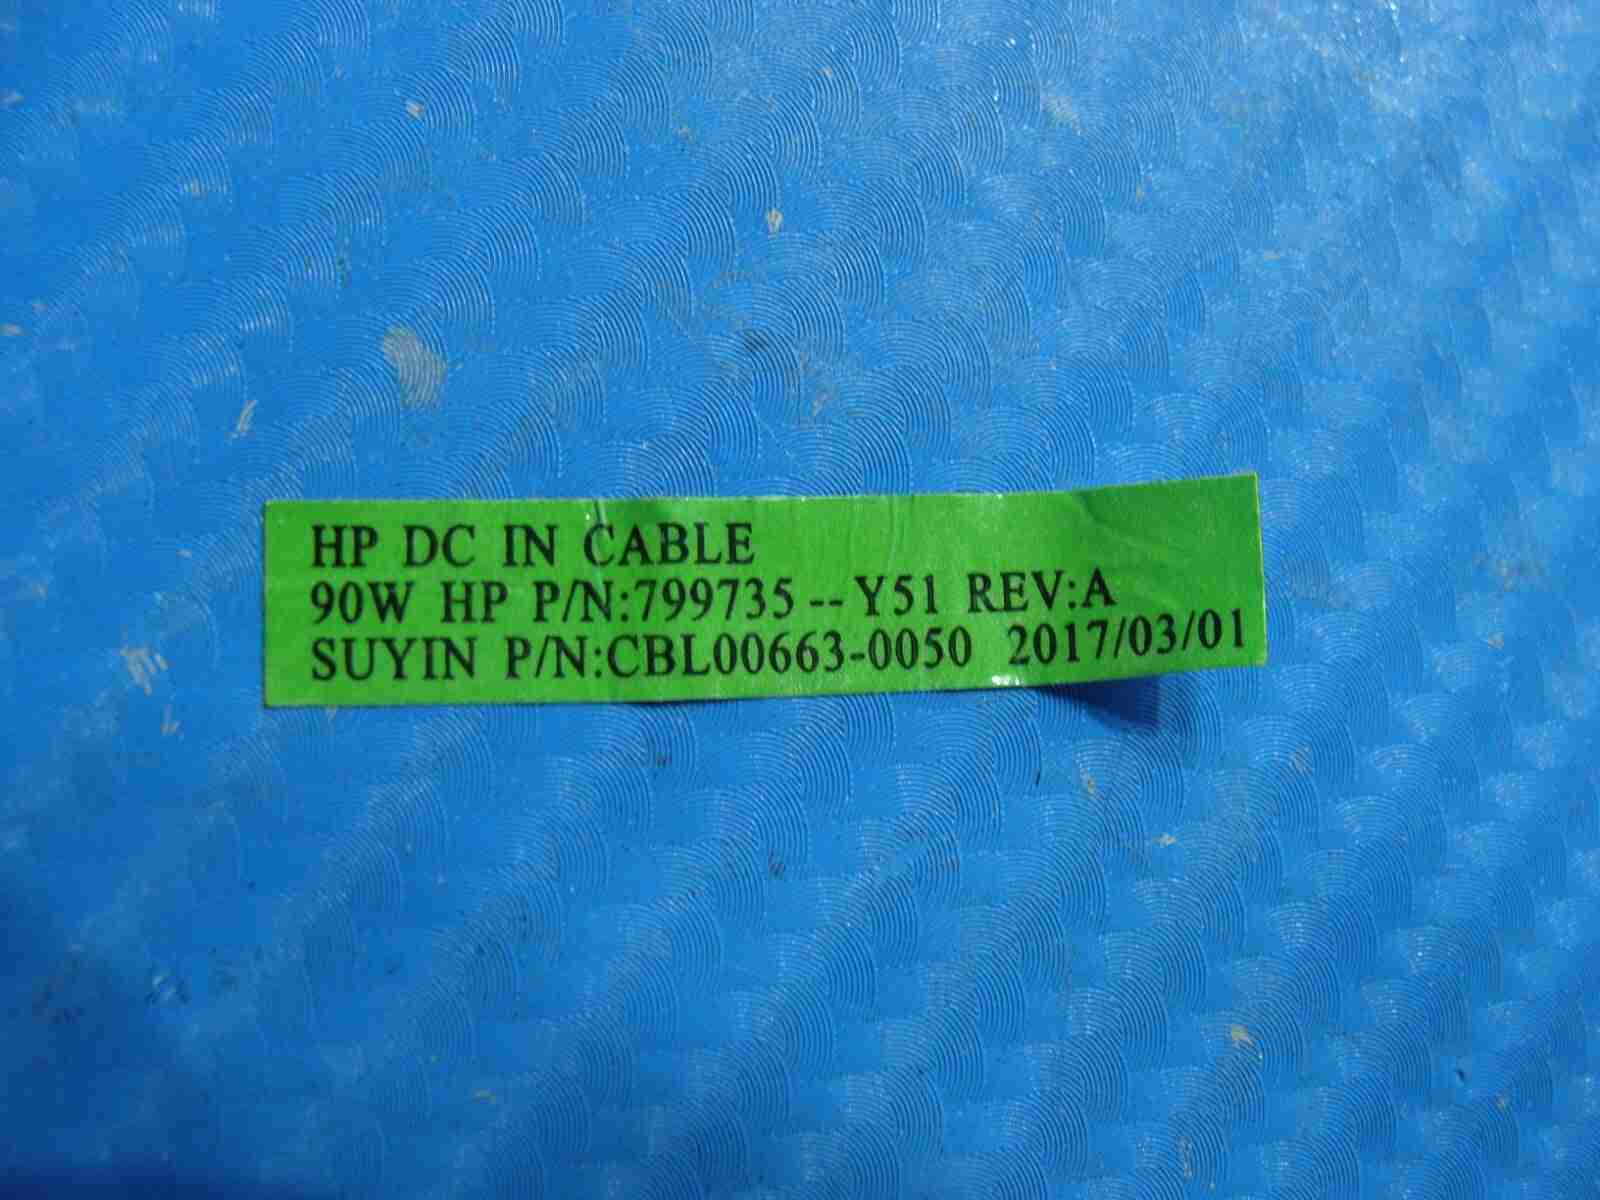 HP DC IN CABLE
90W HP P/N:799735--Y51 REV:A
SUYIN P/N:CBL00663-0050 2017/03/01